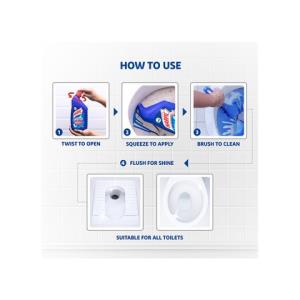 HOW TO USE
1 TWIST TO OPEN
2 SQUEEZE TO APPLY
3 BRUSH TO CLEAN
4 FLUSH FOR SHINE
SUITABLE FOR ALL TOILETS